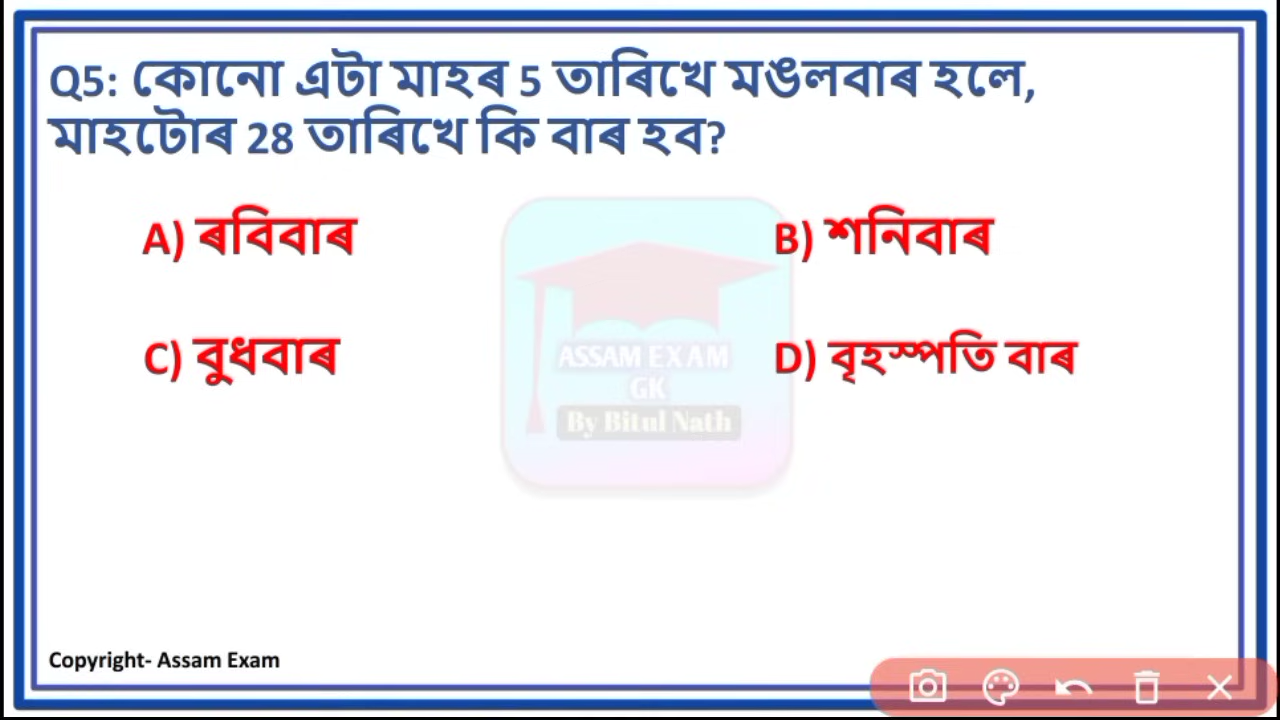 Q5: কোনো এটা মাহৰ 5 তাৰিখে মঙলবাৰ হলে,
মাহটোৰ 28 তাৰিখে কি বাৰ হব?
A) ৰবিবাৰ
B) শনিবাৰ
C) বুধবাৰ
D) বৃহস্পতি বাৰ
ASSAM EXAM
GK
By Bitul Nath
Copyright- Assam Exam